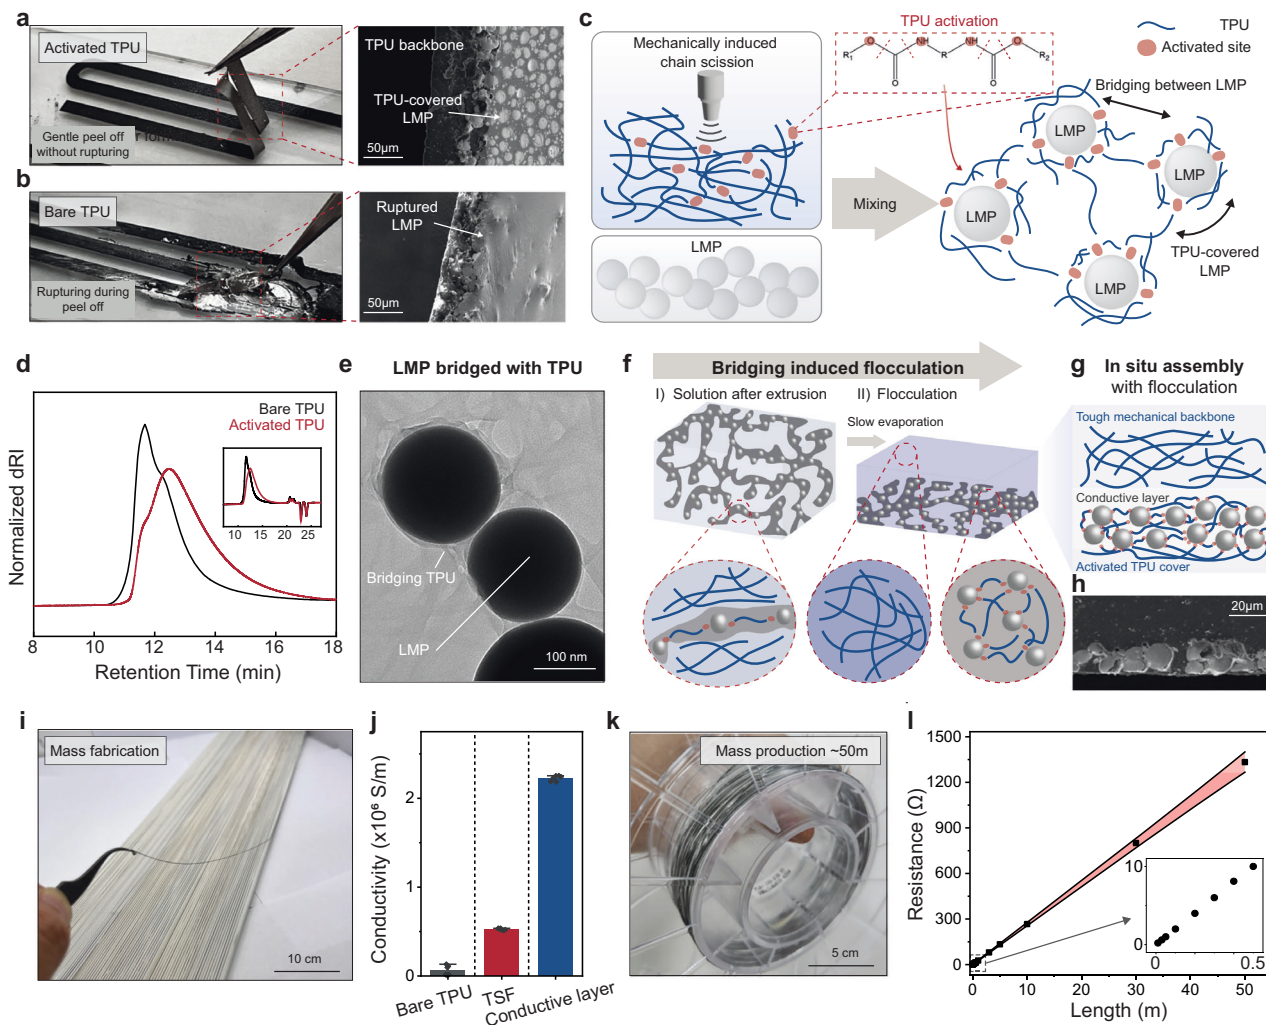 a
Activated TPU
Gentle peel off
without rupturing
TPU backbone
TPU-covered
LMP
50μm
b
Bare TPU
Rupturing during
peel off
Ruptured
LMP
50μm
c
Mechanically induced
chain scission
LMP
TPU activation
R1
O
O
NH
R
NH
O
O
R2
Mixing
TPU
Activated site
Bridging between LMP
LMP
LMP
LMP
LMP
TPU-covered
LMP
d
Bare TPU
Activated TPU
10 15 20 25
Normalized dRI
8 10 12 14 16 18
Retention Time (min)
e
LMP bridged with TPU
Bridging TPU
LMP
100 nm
f
Bridging induced flocculation
I) Solution after extrusion
II) Flocculation
Slow evaporation
g
In situ assembly
with flocculation
Tough mechanical backbone
Conductive layer
Activated TPU cover
h
20μm
i
Mass fabrication
10 cm
j
Conductivity (x10⁶ S/m)
2
1
0
Bare TPU
TSF
Conductive layer
k
Mass production ~50m
5 cm
l
Resistance (Ω)
1500
1200
900
600
300
0
10
0
0 0.5
0 10 20 30 40 50
Length (m)